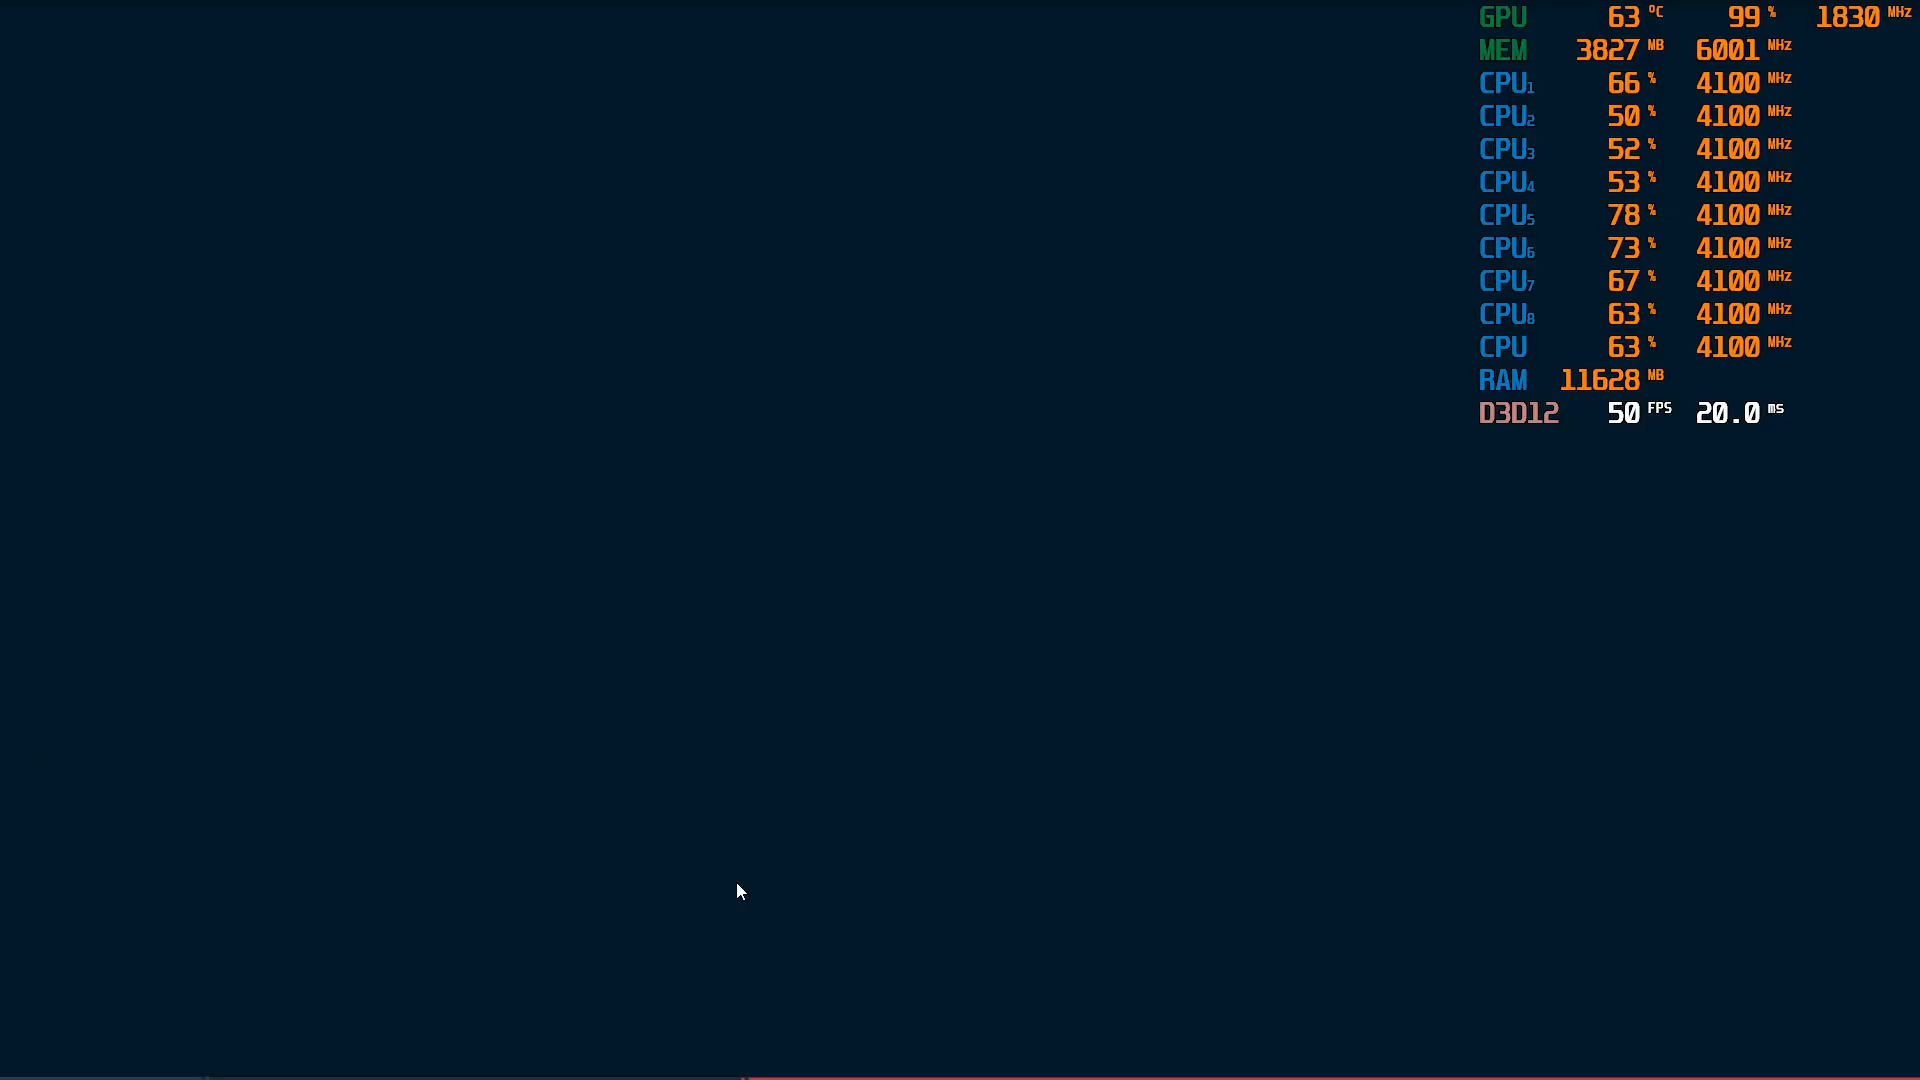 GPU 63 °C 99 % 1830 MHz
MEM 3827 MB 6001 MHz
CPU1 66 % 4100 MHz
CPU2 50 % 4100 MHz
CPU3 52 % 4100 MHz
CPU4 53 % 4100 MHz
CPU5 78 % 4100 MHz
CPU6 73 % 4100 MHz
CPU7 67 % 4100 MHz
CPU8 63 % 4100 MHz
CPU 63 % 4100 MHz
RAM 11628 MB
D3D12 50 FPS 20.0 ms